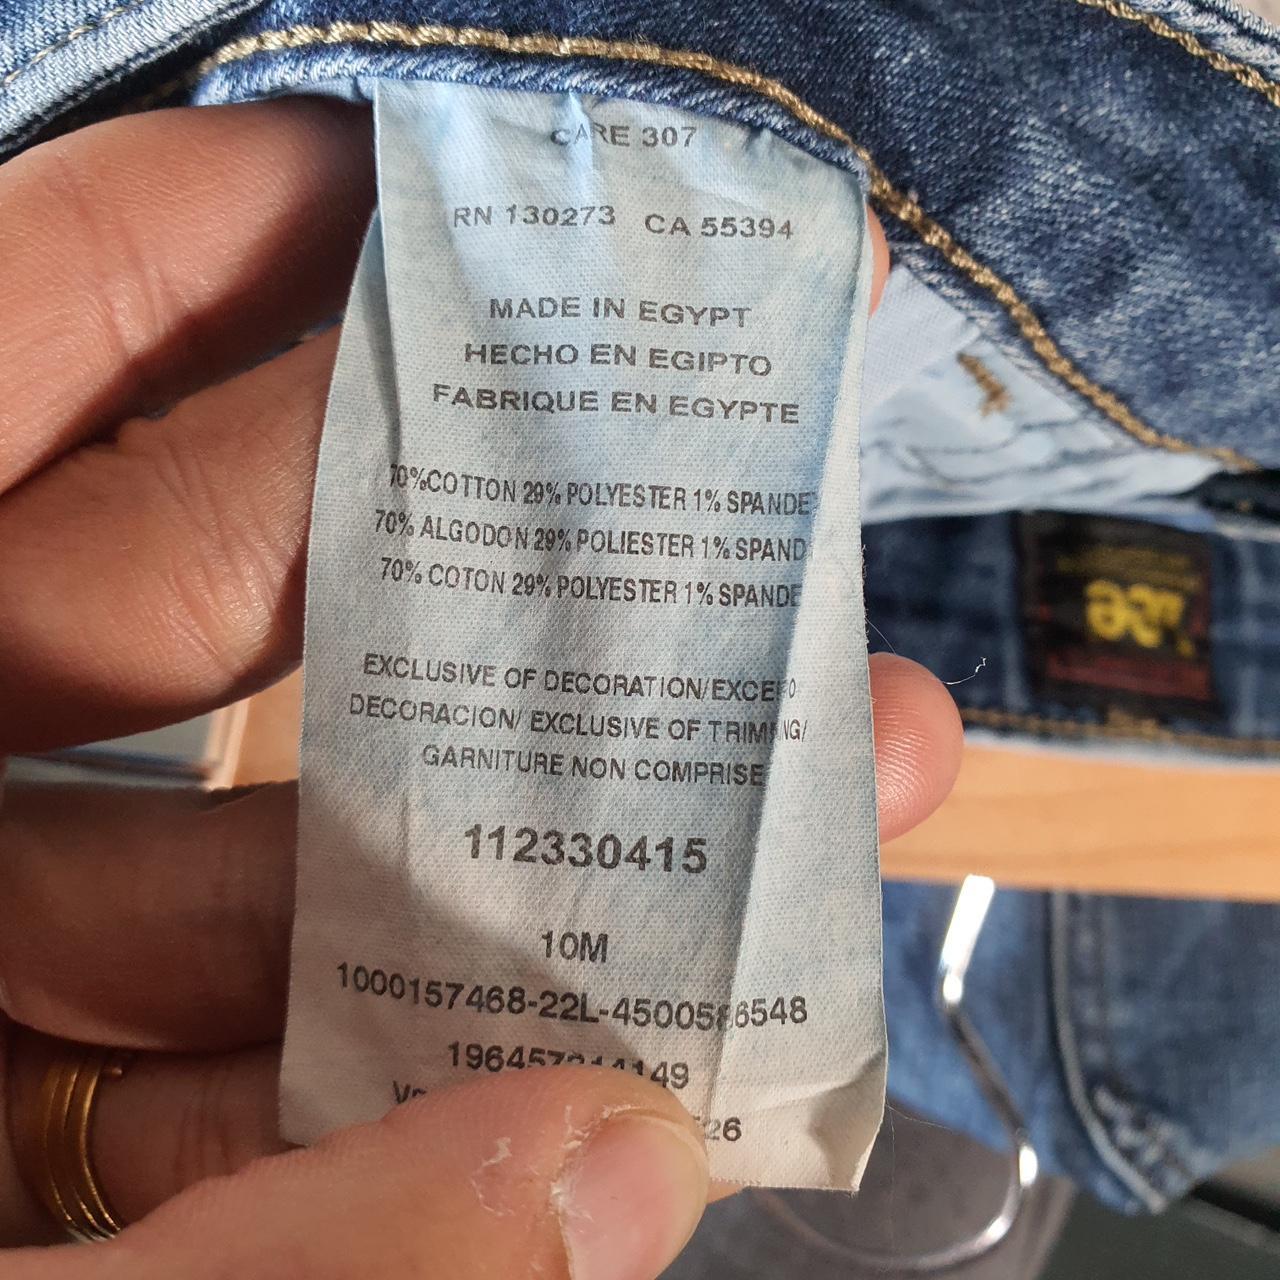 CARE 307
RN 130273 CA 55394
MADE IN EGYPT
HECHO EN EGIPTO
FABRIQUE EN EGYPTE
70%COTTON 29% POLYESTER 1% SPANDE
70% ALGODON 29% POLIESTER 1% SPAND
70% COTON 29% POLYESTER 1% SPANDE
EXCLUSIVE OF DECORATION/
DECORACION/ EXCLUSIVE OF TRIMMING/
GARNITURE NON COMPRISE
112330415
10M
Lee